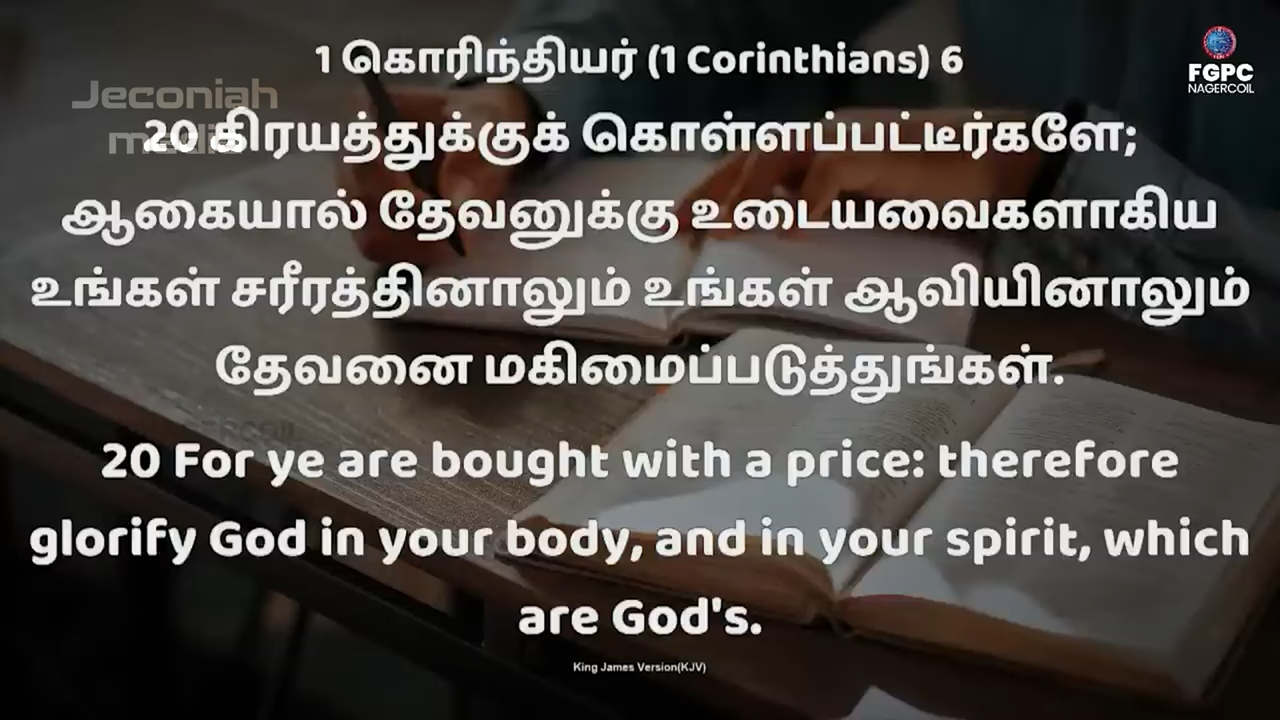 1 கொரிந்தியர் (1 Corinthians) 6
FGPC
NAGERCOIL
Jeconiah
media
20 கிரயத்துக்குக் கொள்ளப்பட்டீர்களே;
ஆகையால் தேவனுக்கு உடையவைகளாகிய
உங்கள் சரீரத்தினாலும் உங்கள் ஆவியினாலும்
தேவனை மகிமைப்படுத்துங்கள்.
20 For ye are bought with a price: therefore
glorify God in your body, and in your spirit, which
are God's.
King James Version(KJV)